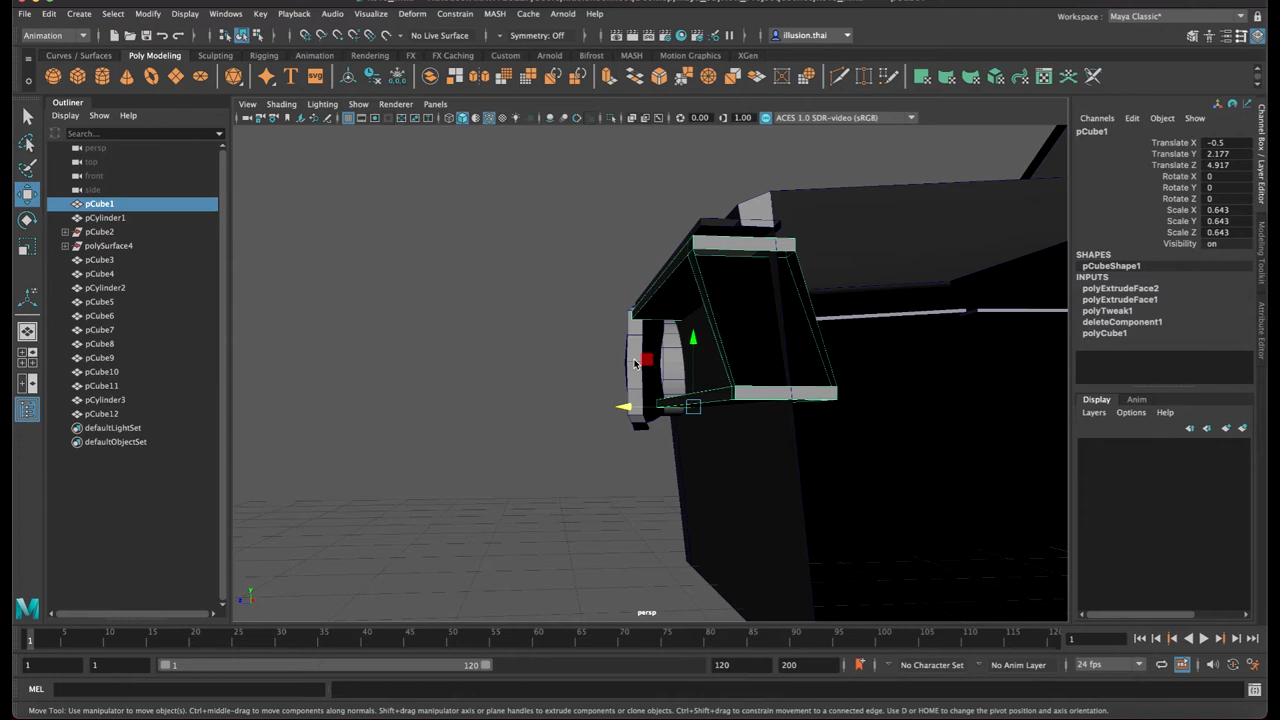 File Edit Create Select Modify Display Windows Key Playback Audio Visualize Deform Constrain MASH Cache Arnold Help
Workspace : Maya Classic*
Animation
No Live Surface
Symmetry: Off
illusion.thai
Curves / Surfaces Poly Modeling Sculpting Rigging Animation Rendering FX FX Caching Custom Arnold Bifrost MASH Motion Graphics XGen
Outliner
Display Show Help
Search...
persp
top
front
side
pCube1
pCylinder1
pCube2
polySurface4
pCube3
pCube4
pCylinder2
pCube5
pCube6
pCube7
pCube8
pCube9
pCube10
pCube11
pCylinder3
pCube12
defaultLightSet
defaultObjectSet
View Shading Lighting Show Renderer Panels
0.00 1.00 ACES 1.0 SDR-video (sRGB)
persp
Channels Edit Object Show
pCube1
Translate X -0.5
Translate Y 2.177
Translate Z 4.917
Rotate X 0
Rotate Y 0
Rotate Z 0
Scale X 0.643
Scale Y 0.643
Scale Z 0.643
Visibility on
SHAPES
pCubeShape1
INPUTS
polyExtrudeFace2
polyExtrudeFace1
polyTweak1
deleteComponent1
polyCube1
Display Anim
Layers Options Help
Channel Box / Layer Editor
Modeling Toolkit
Attribute Editor
1 5 10 15 20 25 30 35 40 45 50 55 60 65 70 75 80 85 90 95 100 105 110 115 120
1
1 1 1 120 120 200 No Character Set No Anim Layer 24 fps
MEL
Move Tool: Use manipulator to move object(s). Ctrl+middle-drag to move components along normals. Shift+drag manipulator axis or plane handles to extrude components or clone objects. Ctrl+Shift+drag to constrain movement to a connected edge. Use D or HOME to change the pivot position and axis orientation.